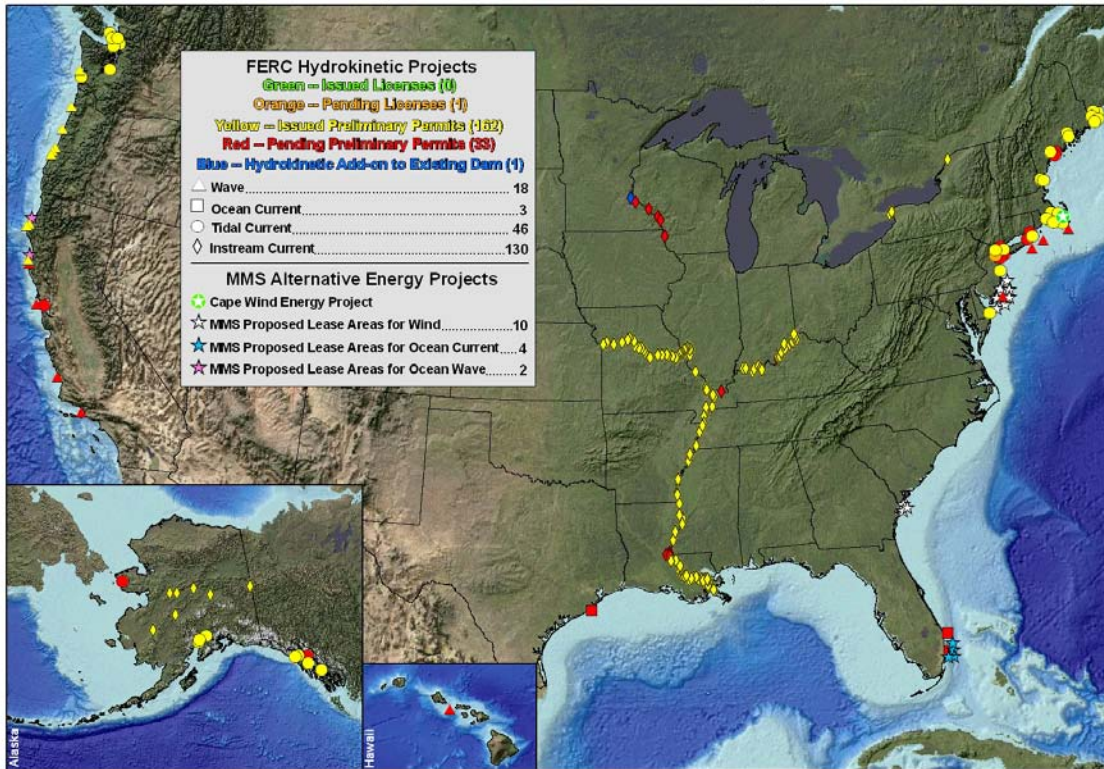 FERC Hydrokinetic Projects
Green -- Issued Licenses (0)
Orange -- Pending Licenses (1)
Yellow -- Issued Preliminary Permits (162)
Red -- Pending Preliminary Permits (33)
Blue -- Hydrokinetic Add-on to Existing Dam (1)
Wave 18
Ocean Current 3
Tidal Current 46
Instream Current 130
MMS Alternative Energy Projects
Cape Wind Energy Project
MMS Proposed Lease Areas for Wind 10
MMS Proposed Lease Areas for Ocean Current 4
MMS Proposed Lease Areas for Ocean Wave 2
Alaska
Hawaii